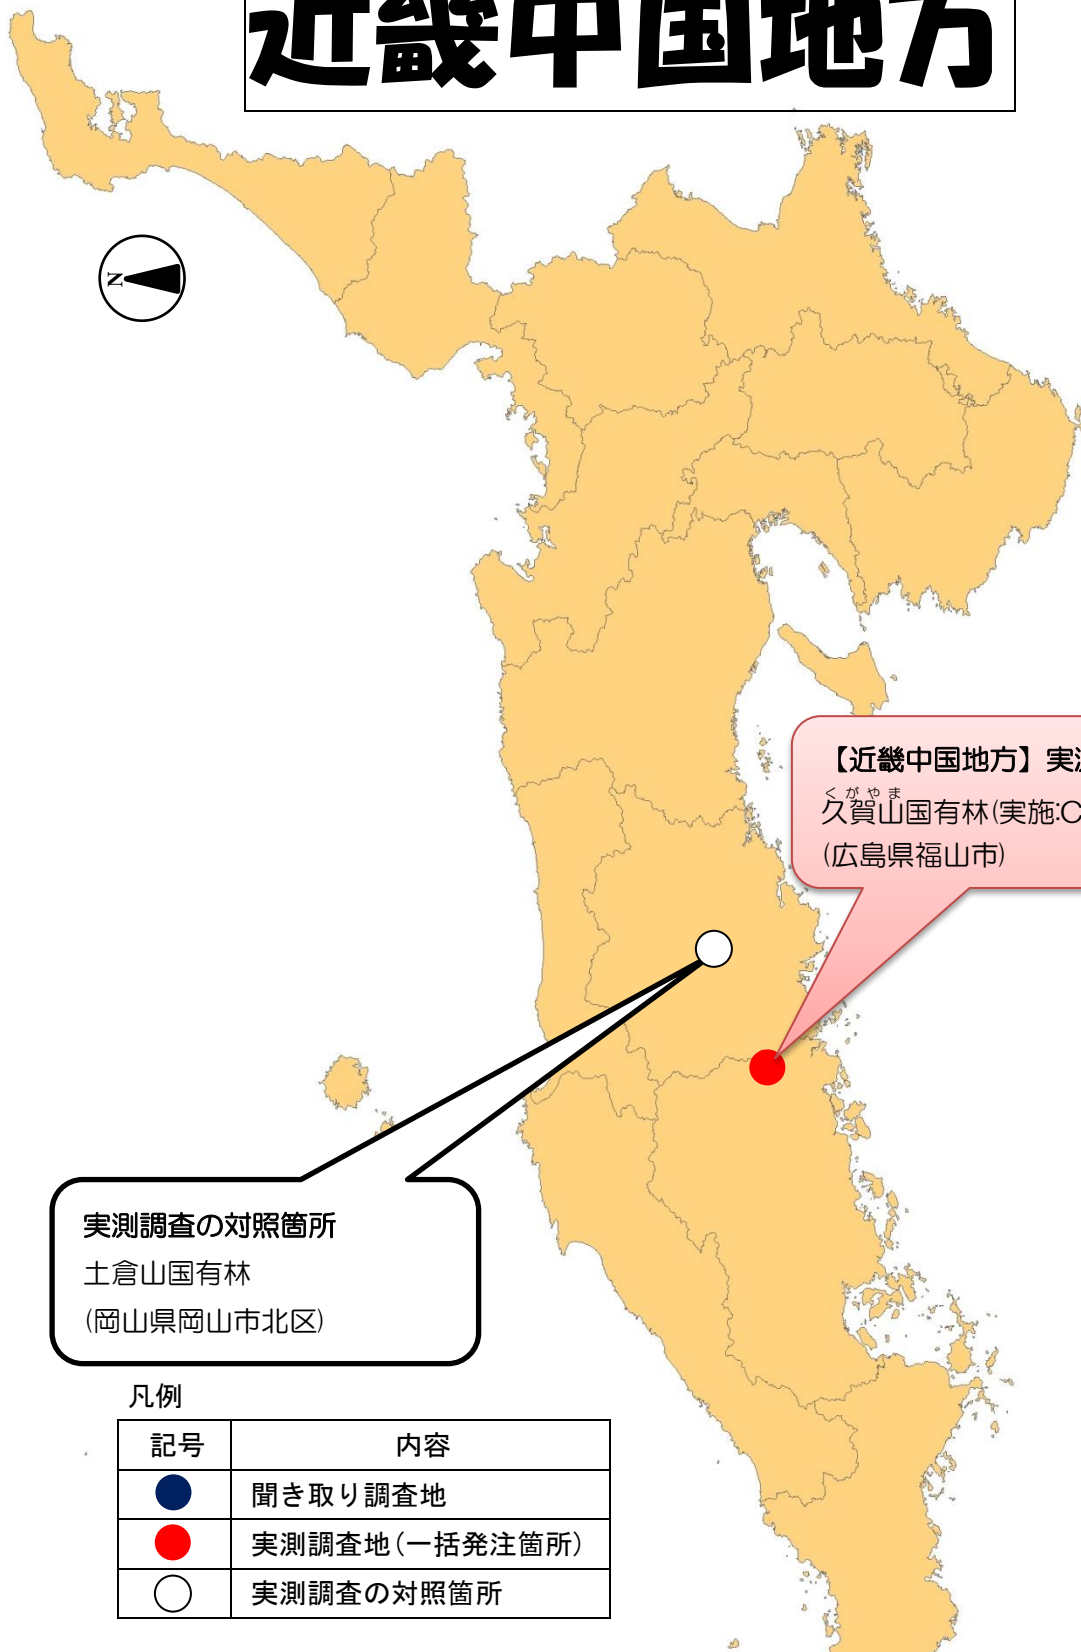 近畿中国地方
N
【近畿中国地方】実測
くがやま
久賀山国有林(実施:C
(広島県福山市)
実測調査の対照箇所
土倉山国有林
(岡山県岡山市北区)
凡例
記号 内容
聞き取り調査地
実測調査地(一括発注箇所)
実測調査の対照箇所